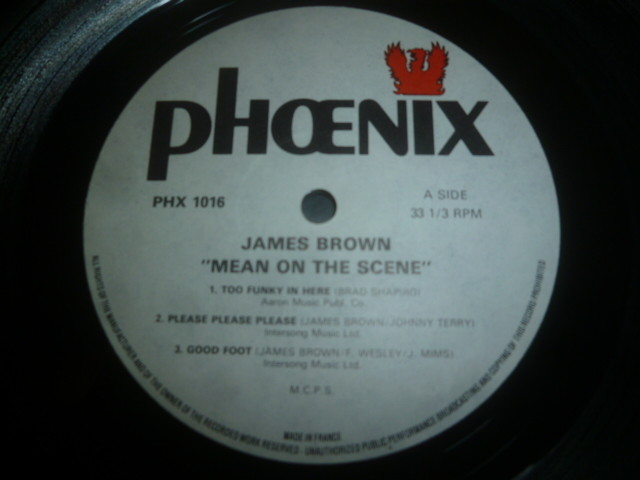 PHŒNIX
PHX 1016
A SIDE
33 1/3 RPM
JAMES BROWN
"MEAN ON THE SCENE"
1. TOO FUNKY IN HERE (BRAD SHAPIRO)
Aaron Music Publ. Co.
2. PLEASE PLEASE PLEASE (JAMES BROWN/JOHNNY TERRY)
Intersong Music Ltd.
3. GOOD FOOT (JAMES BROWN/F. WESLEY/J. MIMS)
Intersong Music Ltd.
M.C.P.S.
MADE IN FRANCE
ALL RIGHTS OF THE MANUFACTURER AND OF THE OWNER OF THE RECORDED WORK RESERVED - UNAUTHORIZED PUBLIC PERFORMANCE BROADCASTING AND COPYING OF THIS RECORD PROHIBITED